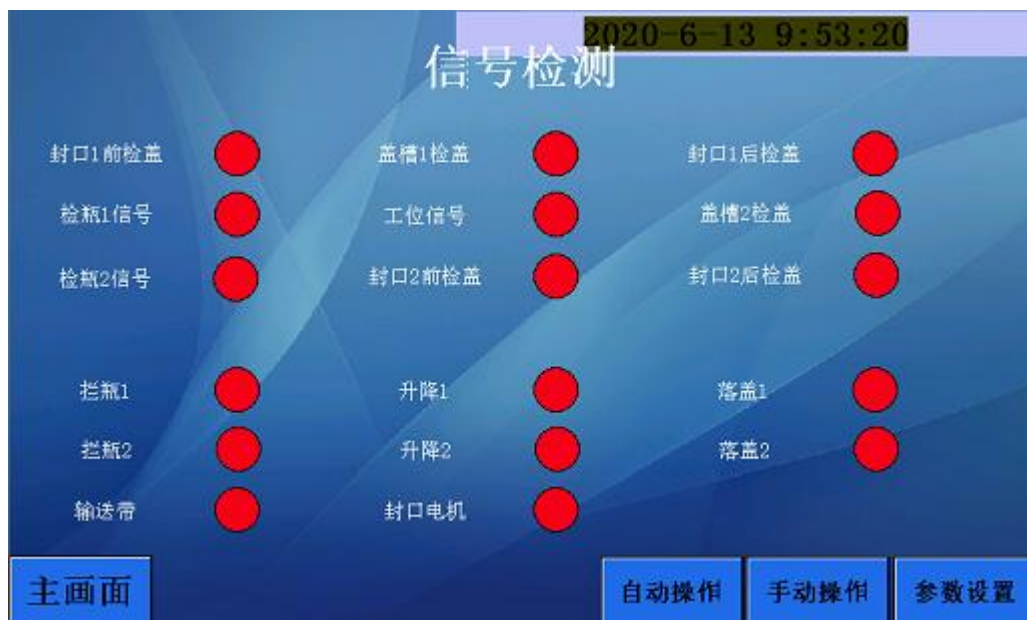 2020-6-13 9:53:20
信号检测
封口1前检盖 盖槽1检盖 封口1后检盖
检瓶1信号 工位信号 盖槽2检盖
检瓶2信号 封口2前检盖 封口2后检盖
拦瓶1 升降1 落盖1
拦瓶2 升降2 落盖2
输送带 封口电机
主画面 自动操作 手动操作 参数设置